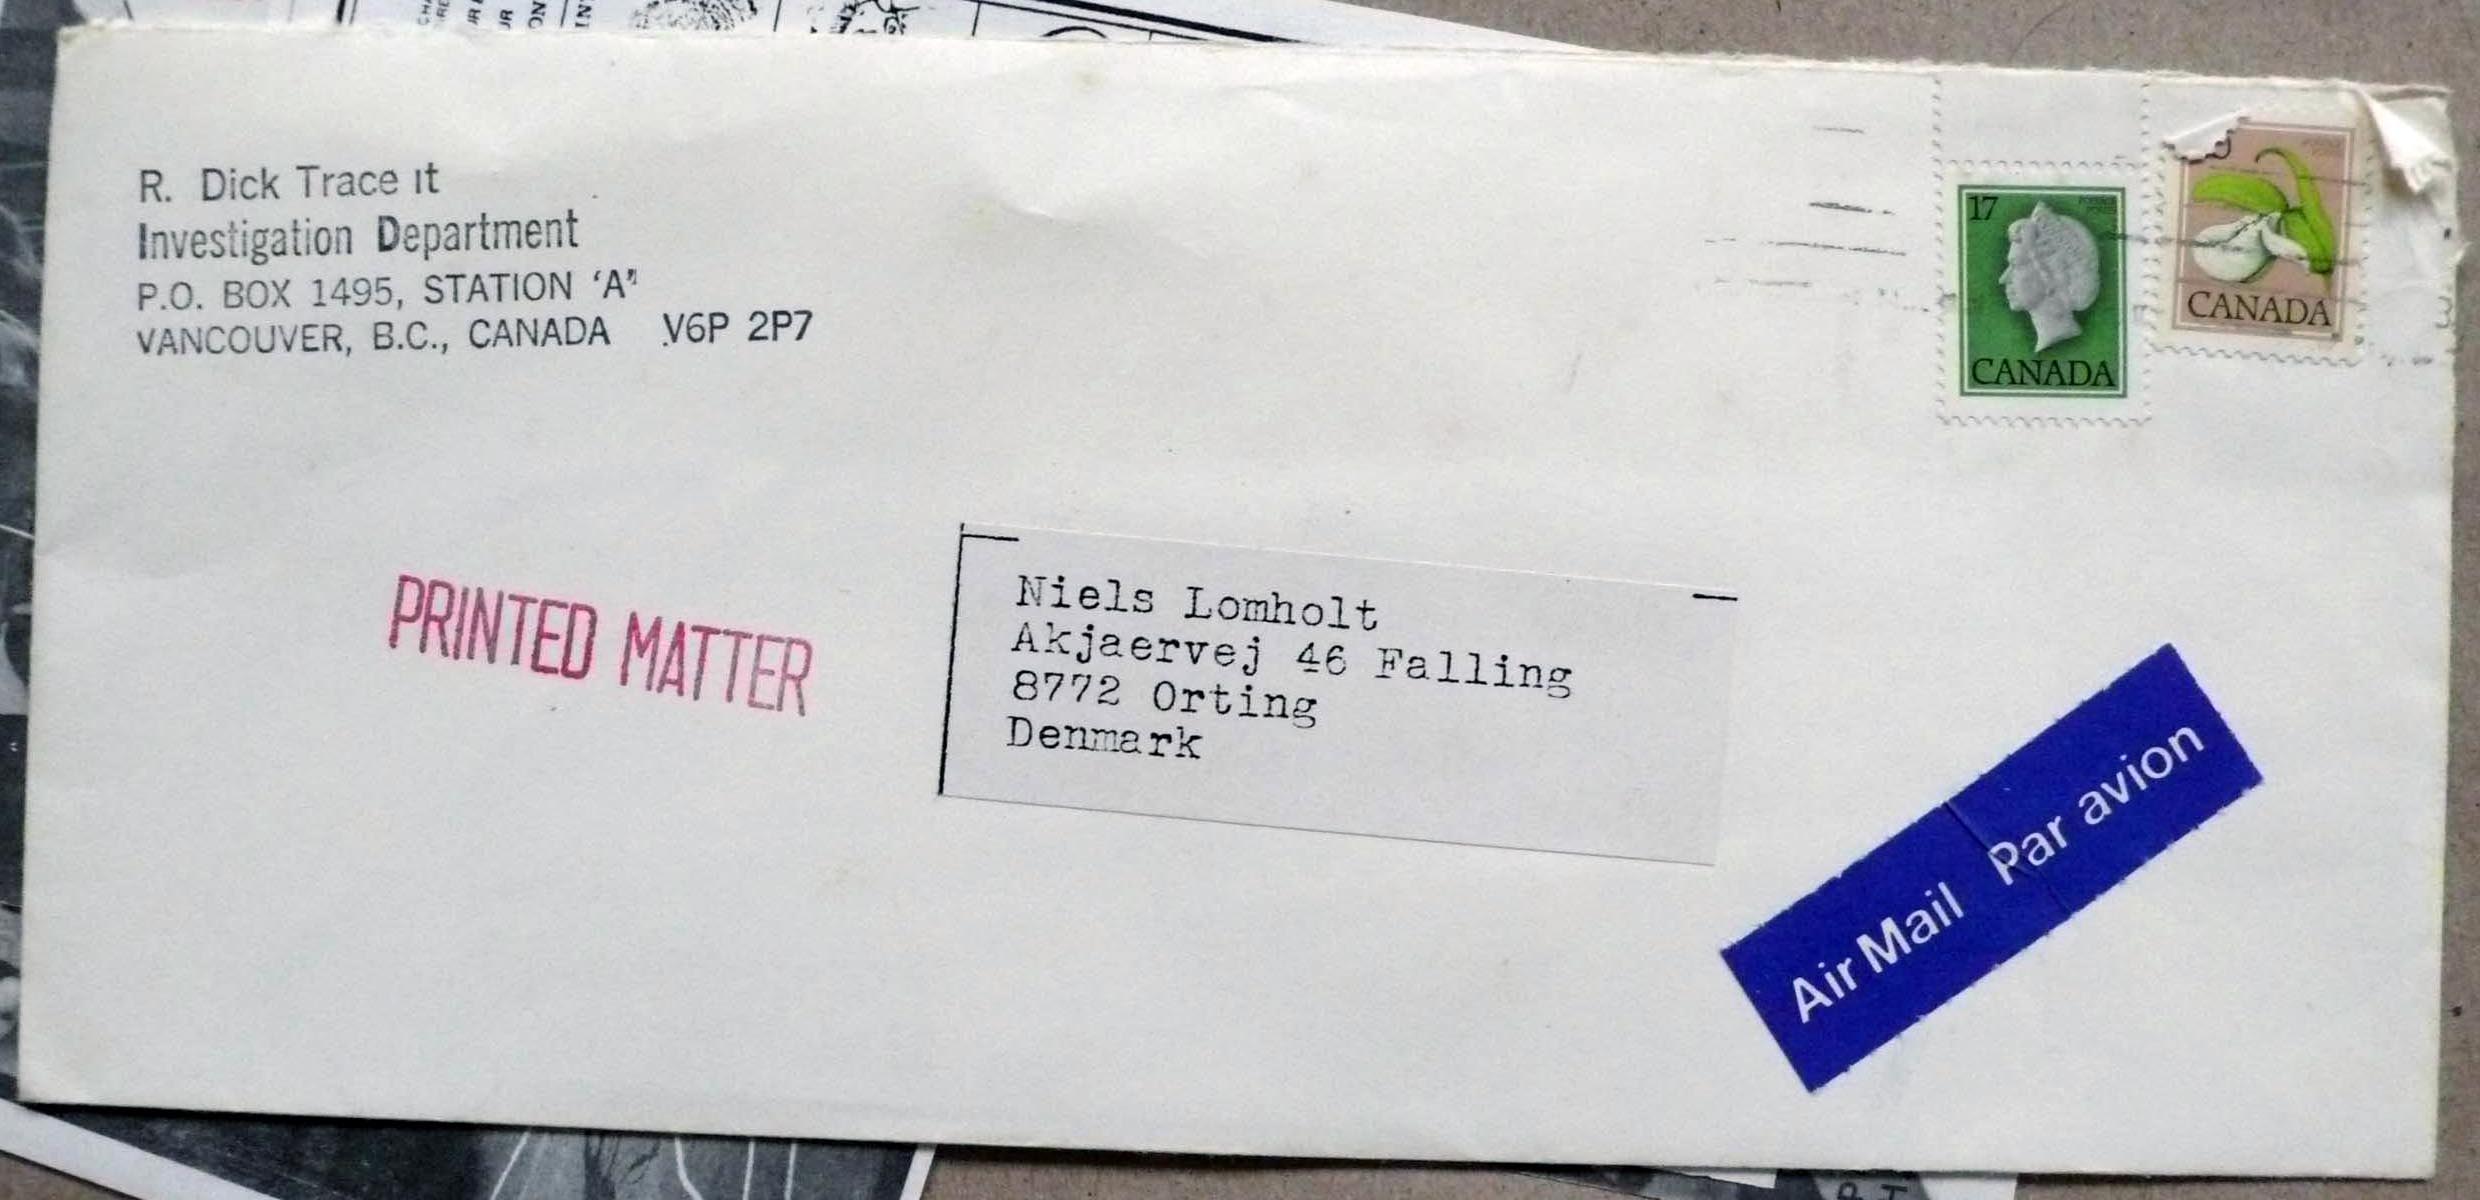 R. Dick Trace it
Investigation Department
P.O. BOX 1495, STATION 'A"
VANCOUVER, B.C., CANADA V6P 2P7
17
CANADA
CANADA
PRINTED MATTER
Niels Lomholt
Akjaervej 46 Falling
8772 Orting
Denmark
Air Mail Par avion